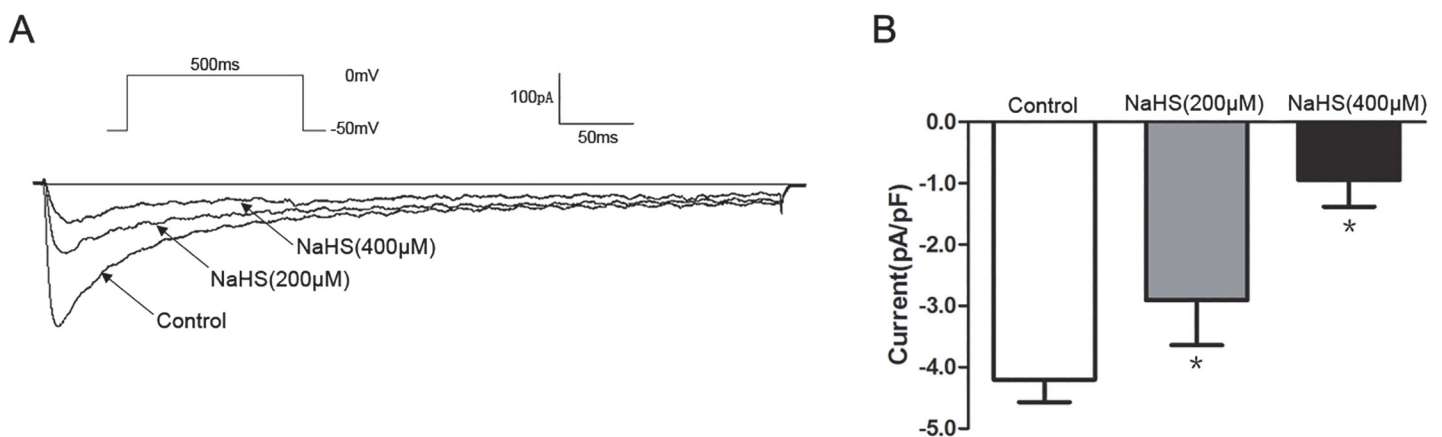 A
500ms
0mV
-50mV
100pA
50ms
NaHS(400µM)
NaHS(200µM)
Control
B
Control
NaHS(200µM)
NaHS(400µM)
0.0
-1.0
-2.0
-3.0
-4.0
-5.0
Current(pA/pF)
*
*